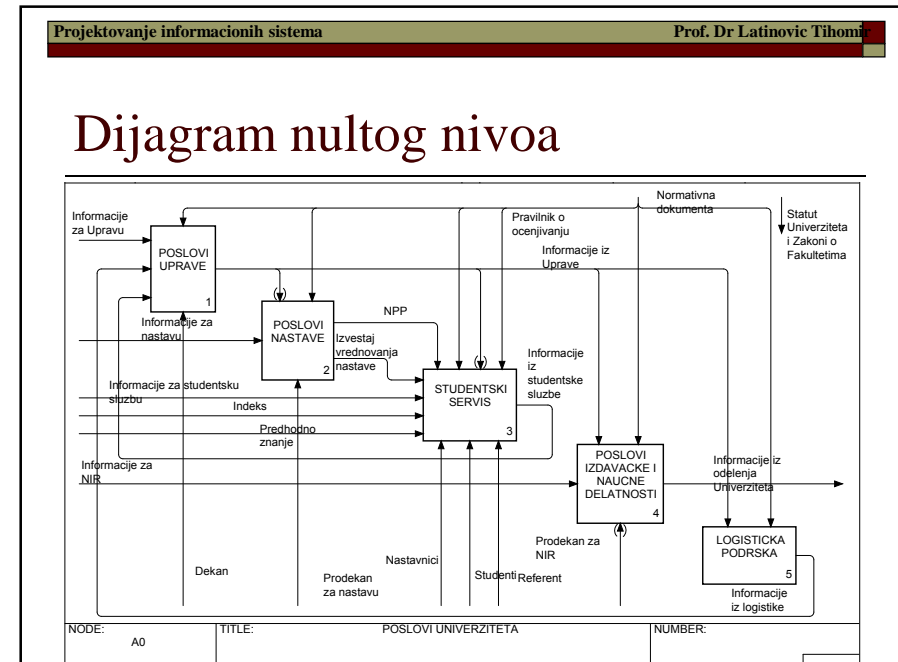 Projektovanje informacionih sistema
Prof. Dr Latinovic Tihomir
Dijagram nultog nivoa
Informacije
za Upravu
POSLOVI
UPRAVE
1
Normativna
dokumenta
Pravilnik o
ocenjivanju
Statut
Univerziteta
i Zakoni o
Fakultetima
Informacije iz
Uprave
Informacije za
nastavu
POSLOVI
NASTAVE
2
NPP
Izvestaj
vrednovanja
nastave
Informacije
iz
studentske
sluzbe
Informacije za studentsku
sluzbu
Indeks
Predhodno
znanje
STUDENTSKI
SERVIS
3
Informacije za
NIR
POSLOVI
IZDAVACKE I
NAUCNE
DELATNOSTI
4
Informacije iz
odelenja
Univerziteta
LOGISTICKA
PODRSKA
5
Dekan
Prodekan
za nastavu
Nastavnici
Studenti
Referent
Prodekan za
NIR
Informacije
iz logistike
NODE:
A0
TITLE:
POSLOVI UNIVERZITETA
NUMBER: